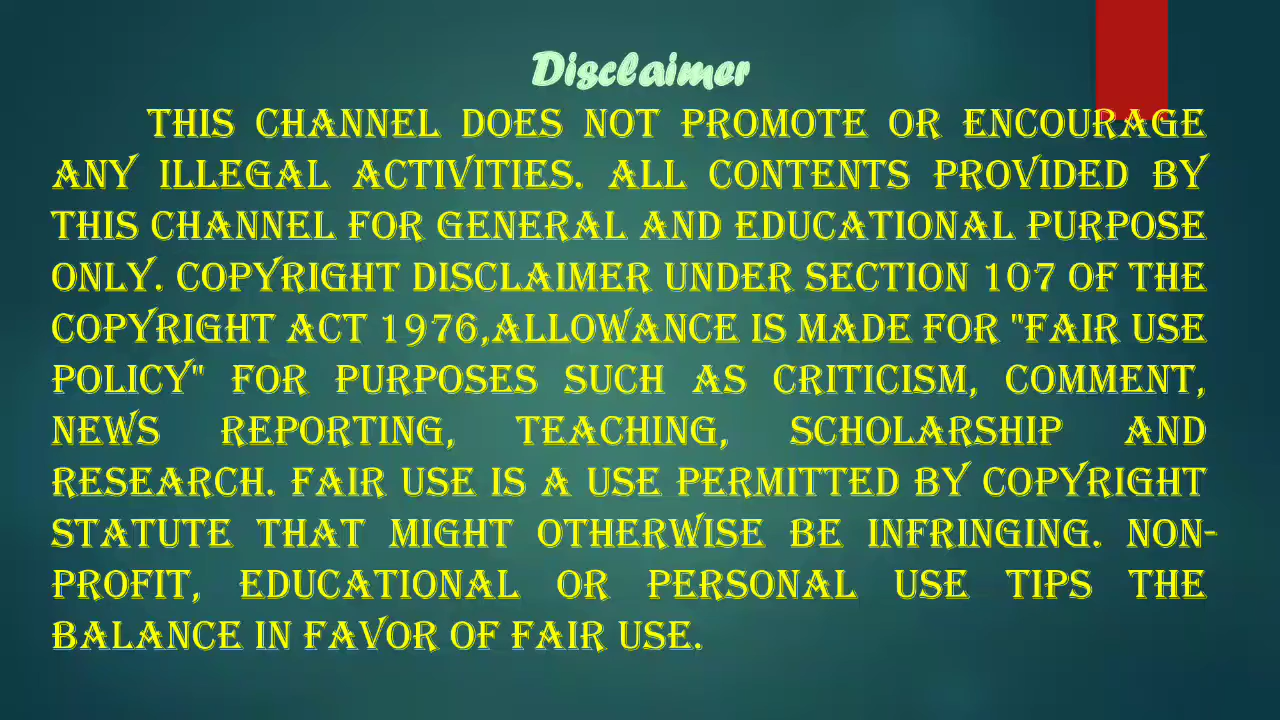 Disclaimer
THIS CHANNEL DOES NOT PROMOTE OR ENCOURAGE
ANY ILLEGAL ACTIVITIES. ALL CONTENTS PROVIDED BY
THIS CHANNEL FOR GENERAL AND EDUCATIONAL PURPOSE
ONLY. COPYRIGHT DISCLAIMER UNDER SECTION 107 OF THE
COPYRIGHT ACT 1976,ALLOWANCE IS MADE FOR "FAIR USE
POLICY" FOR PURPOSES SUCH AS CRITICISM, COMMENT,
NEWS REPORTING, TEACHING, SCHOLARSHIP AND
RESEARCH. FAIR USE IS A USE PERMITTED BY COPYRIGHT
STATUTE THAT MIGHT OTHERWISE BE INFRINGING. NON-
PROFIT, EDUCATIONAL OR PERSONAL USE TIPS THE
BALANCE IN FAVOR OF FAIR USE.